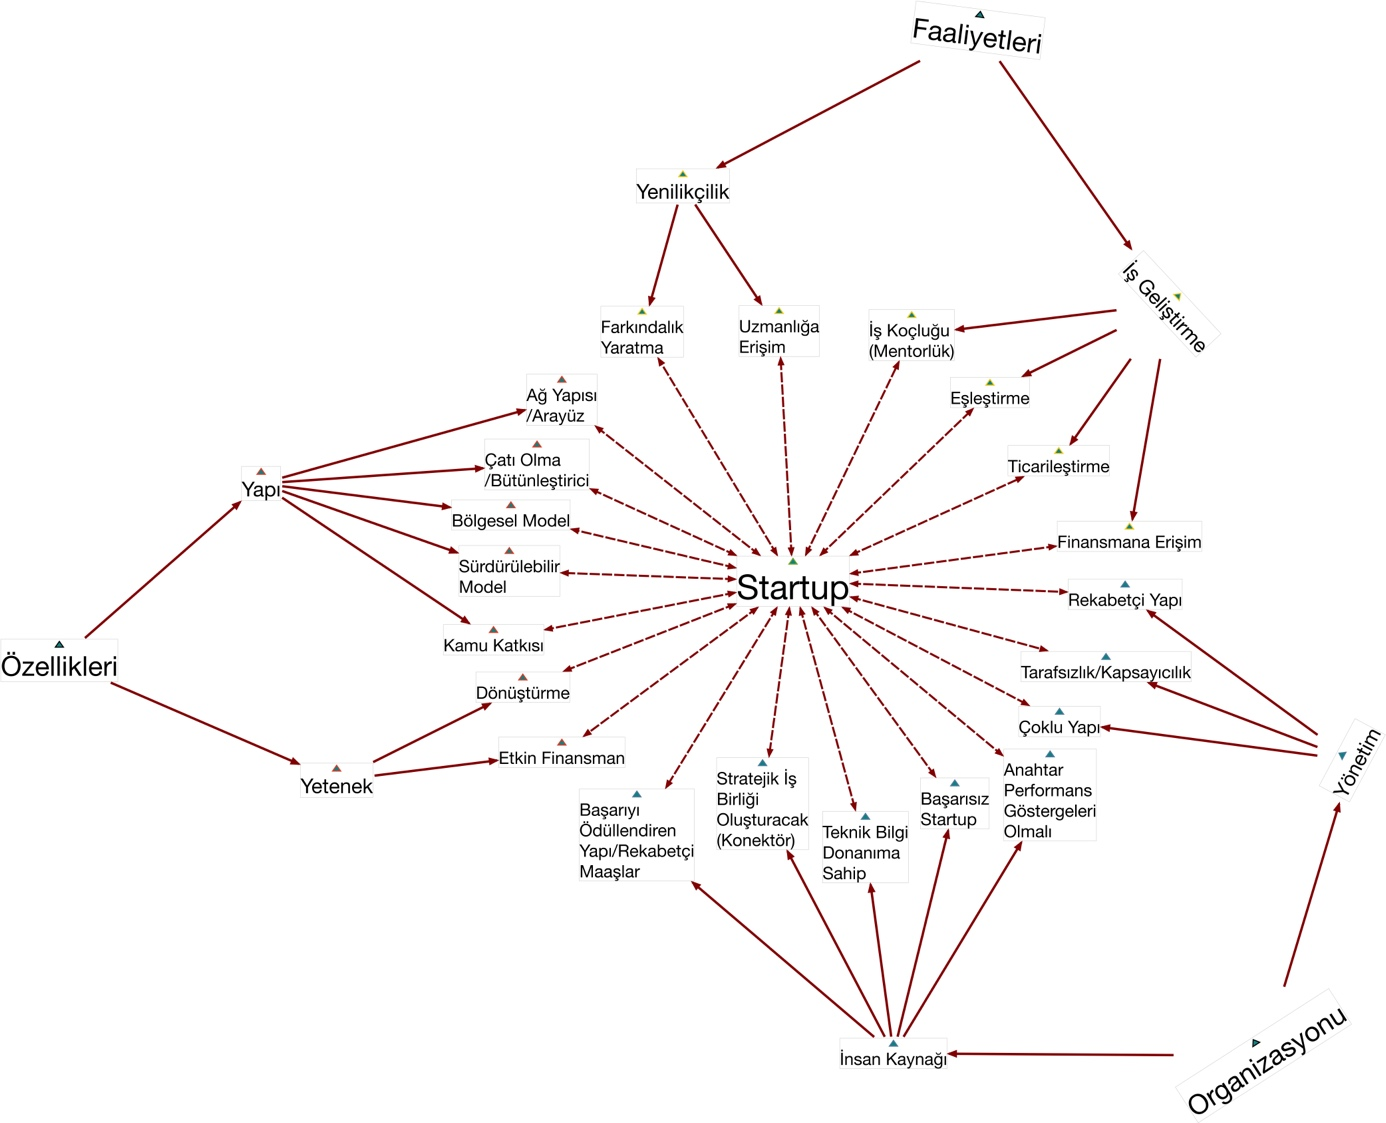 Faaliyetleri
Yenilikçilik
İş Geliştirme
Farkındalık
Yaratma
Uzmanlığa
Erişim
İş Koçluğu
(Mentorlük)
Eşleştirme
Ticarileştirme
Finansmana Erişim
Ağ Yapısı
/Arayüz
Çatı Olma
/Bütünleştirici
Bölgesel Model
Sürdürülebilir
Model
Kamu Katkısı
Yapı
Startup
Özellikleri
Dönüştürme
Etkin Finansman
Yetenek
Rekabetçi Yapı
Tarafsızlık/Kapsayıcılık
Çoklu Yapı
Yönetim
Başarıyı
Ödüllendiren
Yapı/Rekabetçi
Maaşlar
Stratejik İş
Birliği
Oluşturacak
(Konektör)
Teknik Bilgi
Donanıma
Sahip
Başarısız
Startup
Anahtar
Performans
Göstergeleri
Olmalı
İnsan Kaynağı
Organizasyonu